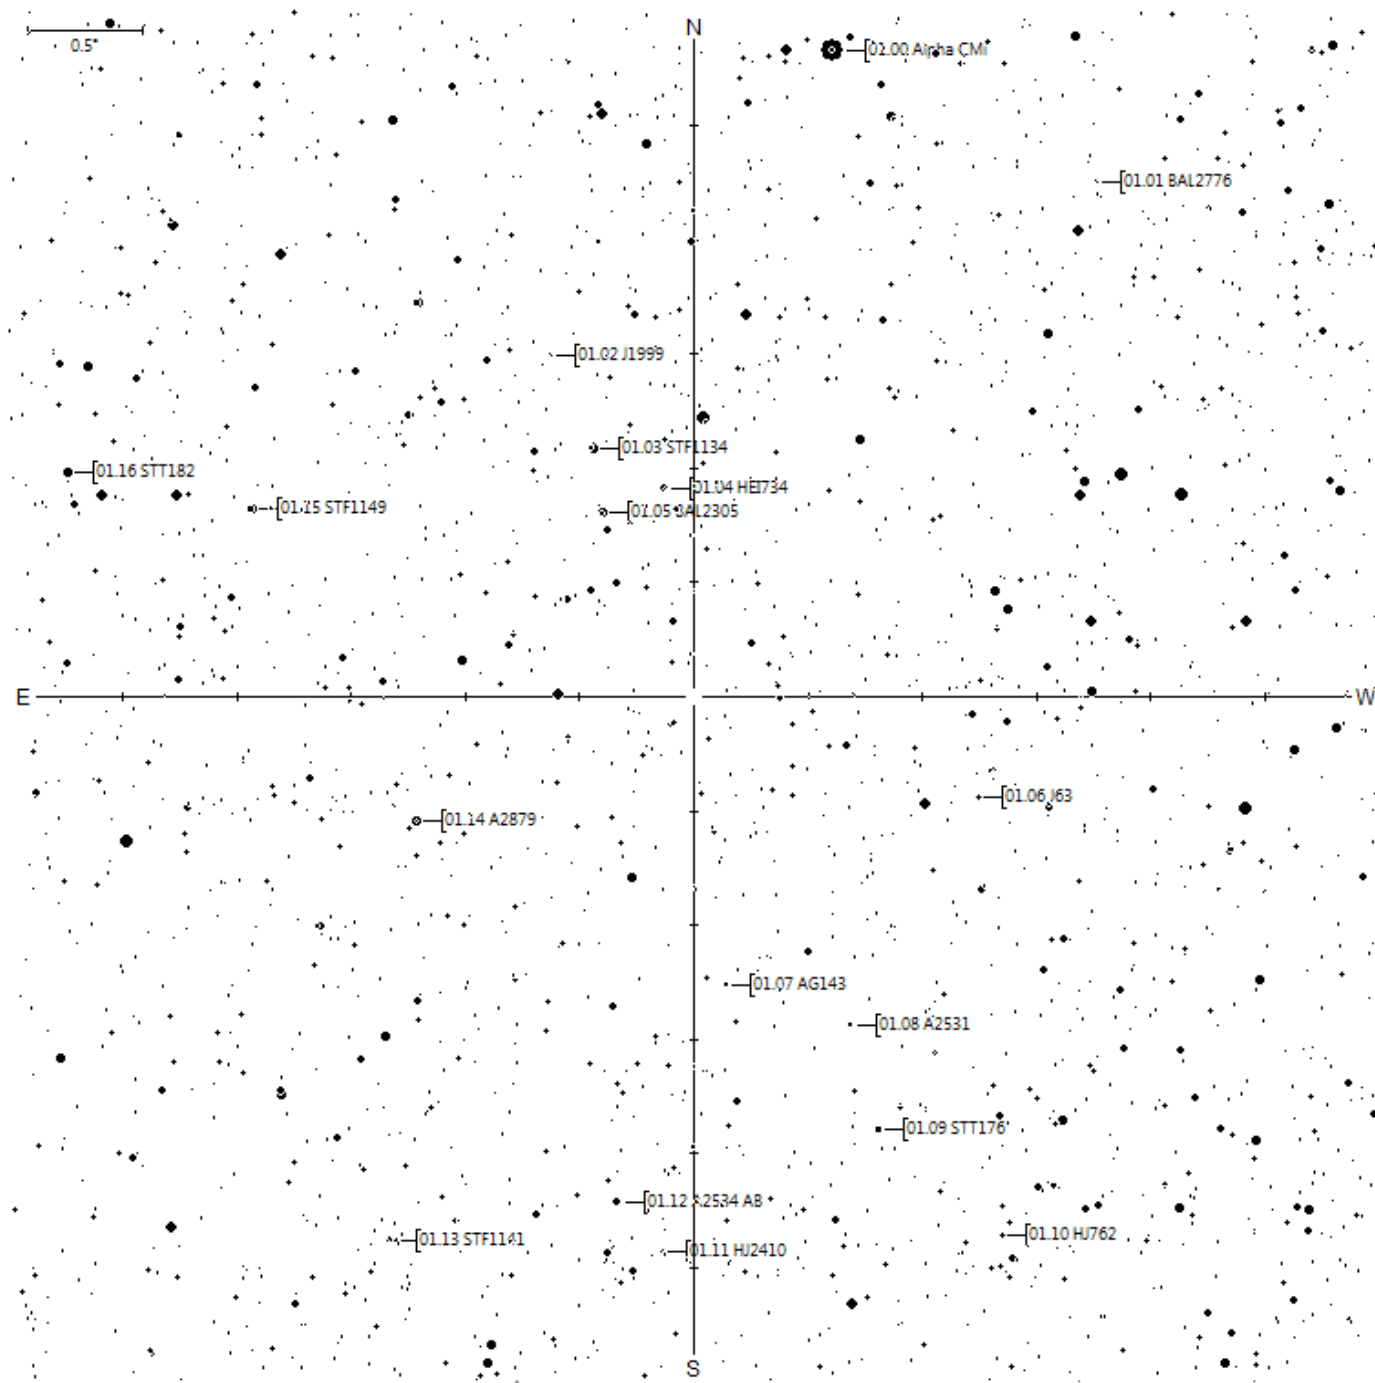 N
0.5°
01.00 Alpha CMi
01.01 BAL2776
01.02 J1999
01.03 STF1134
01.16 STT182
01.04 HEI734
01.15 STF1149
01.05 BAL2305
E
W
01.06 J63
01.14 A2879
01.07 AG143
01.08 A2531
01.09 STT176
01.12 A2534 AB
01.10 HJ762
01.13 STF1141
01.11 HJ2410
S